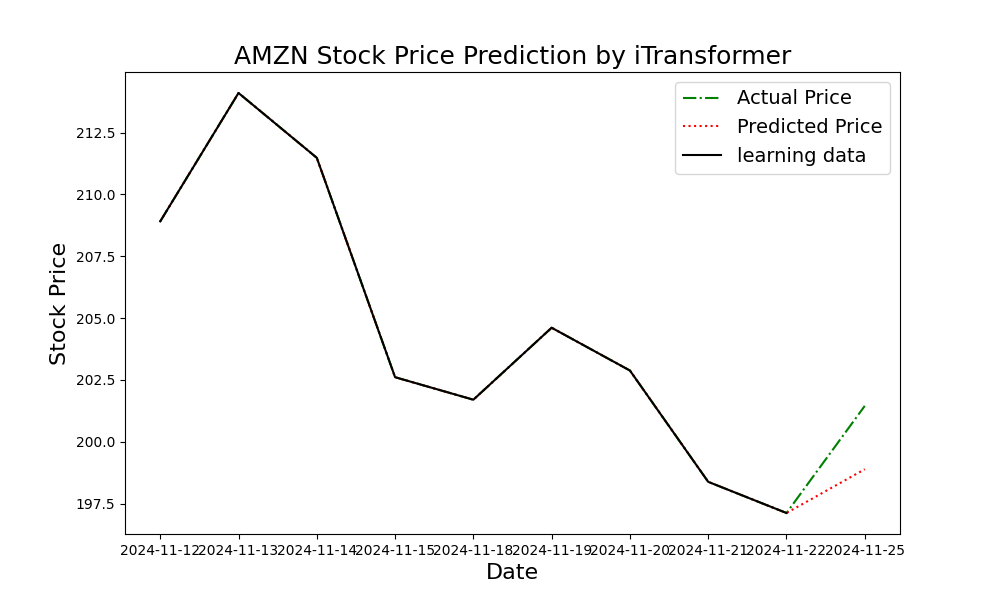 AMZN Stock Price Prediction by iTransformer
Actual Price
Predicted Price
learning data
Stock Price
212.5
210.0
207.5
205.0
202.5
200.0
197.5
2024-11-12 2024-11-13 2024-11-14 2024-11-15 2024-11-18 2024-11-19 2024-11-20 2024-11-21 2024-11-22 2024-11-25
Date